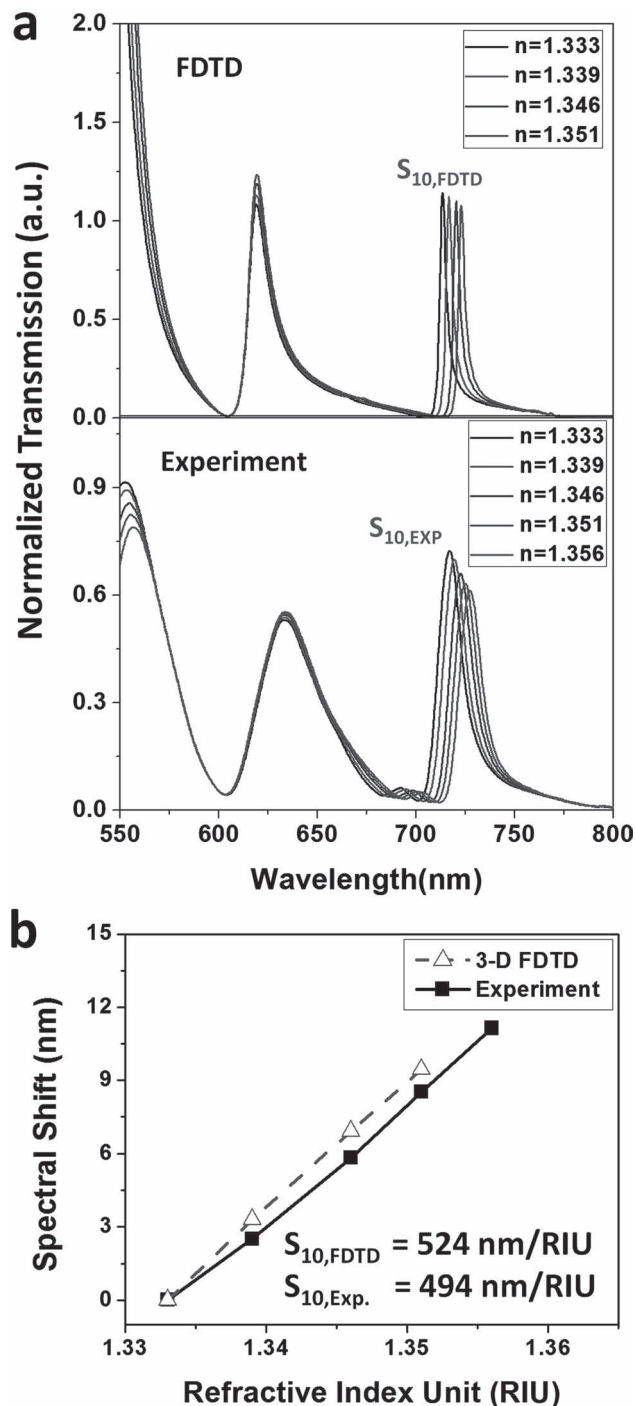 a
FDTD
n=1.333
n=1.339
n=1.346
n=1.351
S10,FDTD
2.0
1.5
1.0
0.5
0.0
Normalized Transmission (a.u.)
Experiment
n=1.333
n=1.339
n=1.346
n=1.351
n=1.356
S10,EXP
0.9
0.6
0.3
0.0
550 600 650 700 750 800
Wavelength(nm)
b
3-D FDTD
Experiment
15
12
9
6
3
0
Spectral Shift (nm)
S10,FDTD = 524 nm/RIU
S10,Exp. = 494 nm/RIU
1.33 1.34 1.35 1.36
Refractive Index Unit (RIU)